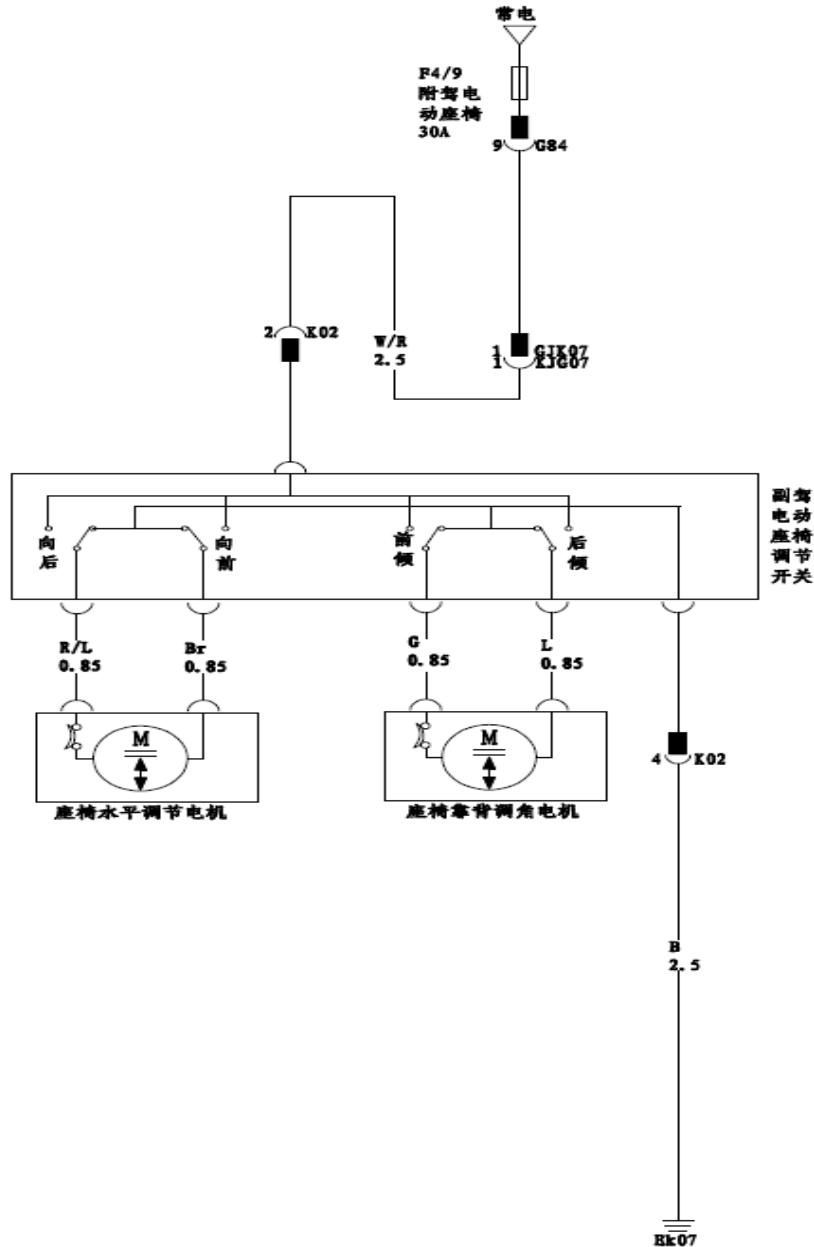 常电
F4/9
附驾电
动座椅
30A
9 G84
2 K02
W/R
2.5
1 GJK07
1 KJG07
副驾
电动
座椅
调节
开关
向
后
向
前
前
倾
后
倾
R/L
0.85
Br
0.85
G
0.85
L
0.85
M
M
座椅水平调节电机
座椅靠背调角电机
4 K02
B
2.5
Ek07